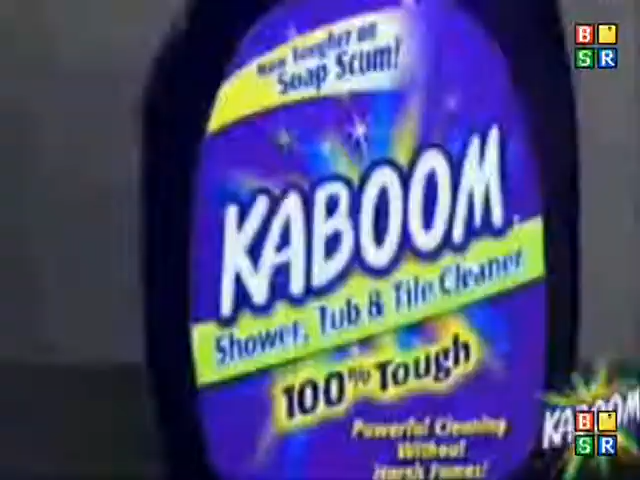 Now Tougher on
Soap Scum!
KABOOM
Shower, Tub & Tile Cleaner
100% Tough
Powerful Cleaning
Without
Harsh Fumes!
KABOOM
B
S R
B
S R